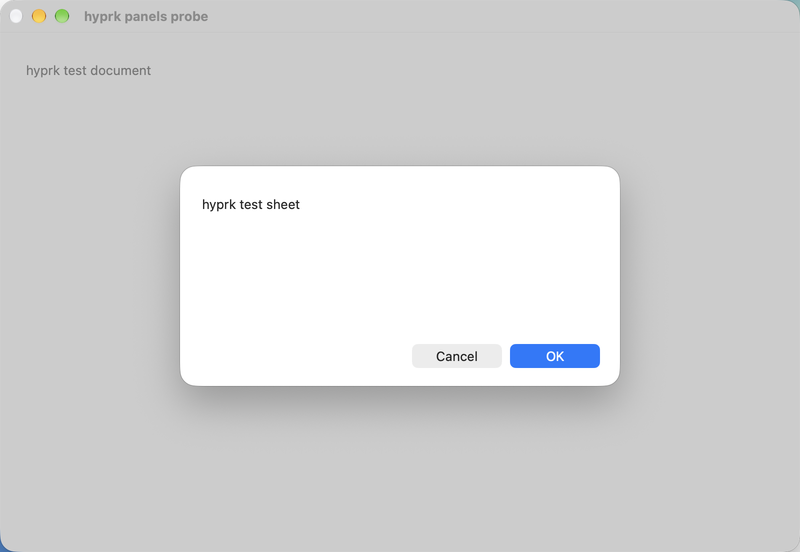 hyprk panels probe
hyprk test document
hyprk test sheet
Cancel
OK